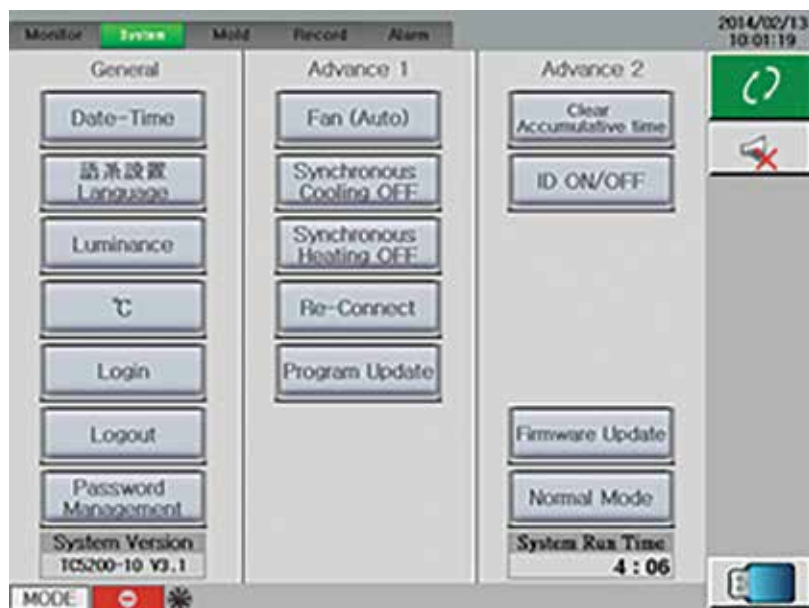 Monitor System Mold Record Alarm
2014/02/13
10:01:19
General
Date-Time
語系設置
Language
Luminance
℃
Login
Logout
Password
Management
System Version
TC5200-10 V3.1
Advance 1
Fan (Auto)
Synchronous
Cooling OFF
Synchronous
Heating OFF
Re-Connect
Program Update
Advance 2
Clear
Accumulative time
ID ON/OFF
Firmware Update
Normal Mode
System Run Time
4 : 06
MODE